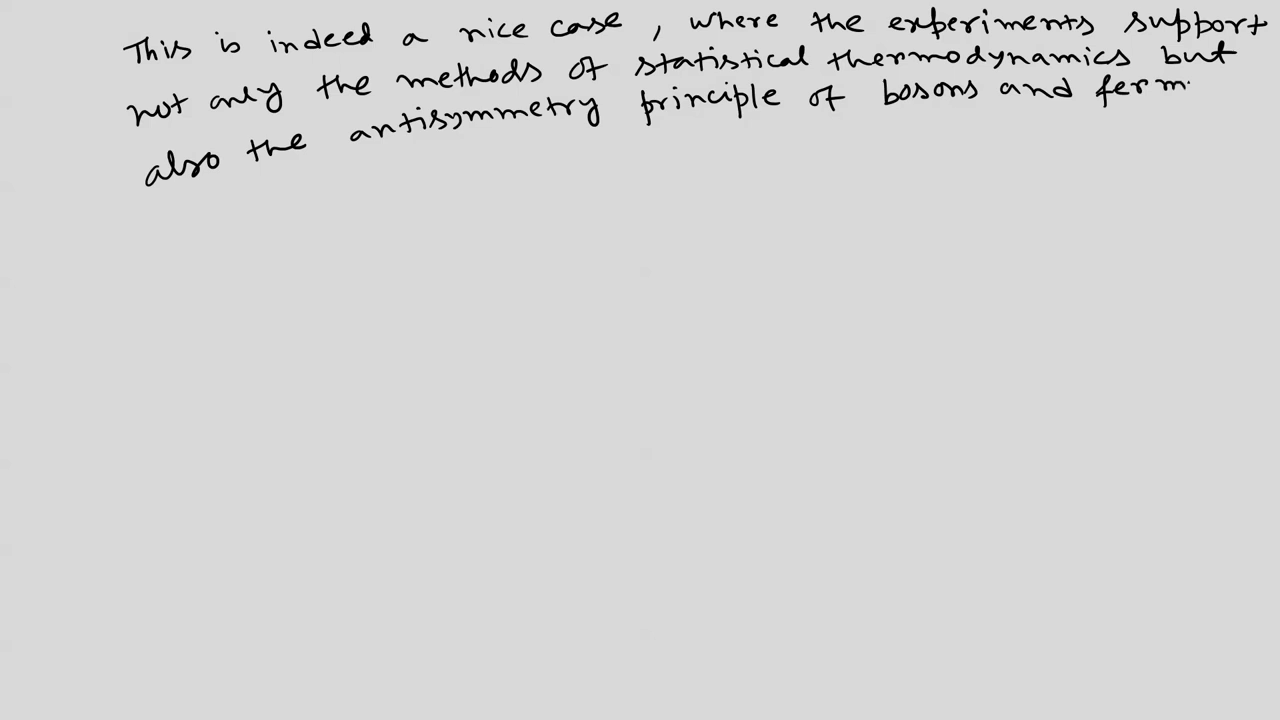 This is indeed a nice case, where the experiments support
not only the methods of statistical thermodynamics but
also the antisymmetry principle of bosons and ferm